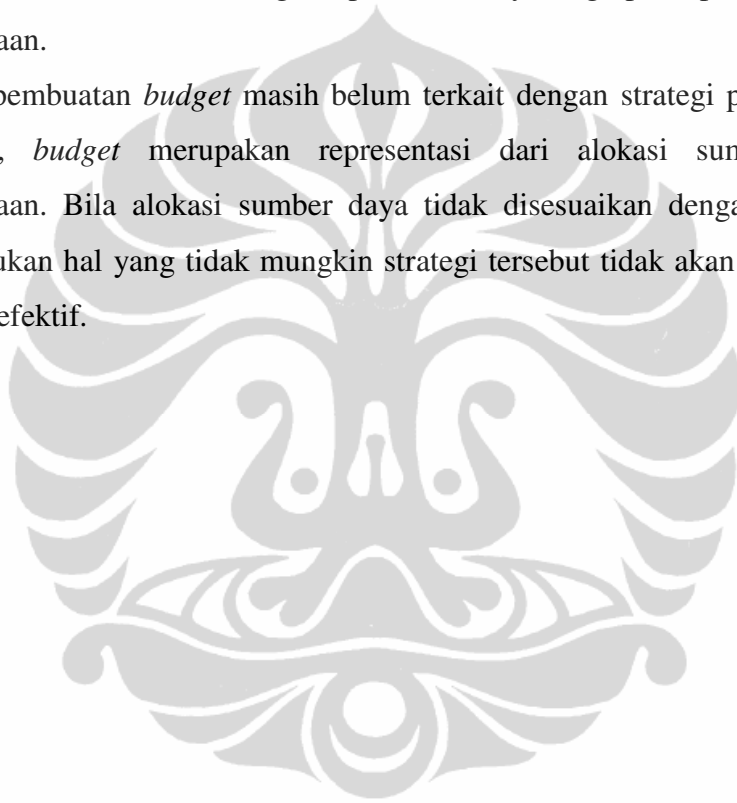 aan.
pembuatan budget masih belum terkait dengan strategi p
, budget merupakan representasi dari alokasi sum
aan. Bila alokasi sumber daya tidak disesuaikan denga
ukan hal yang tidak mungkin strategi tersebut tidak akan
efektif.